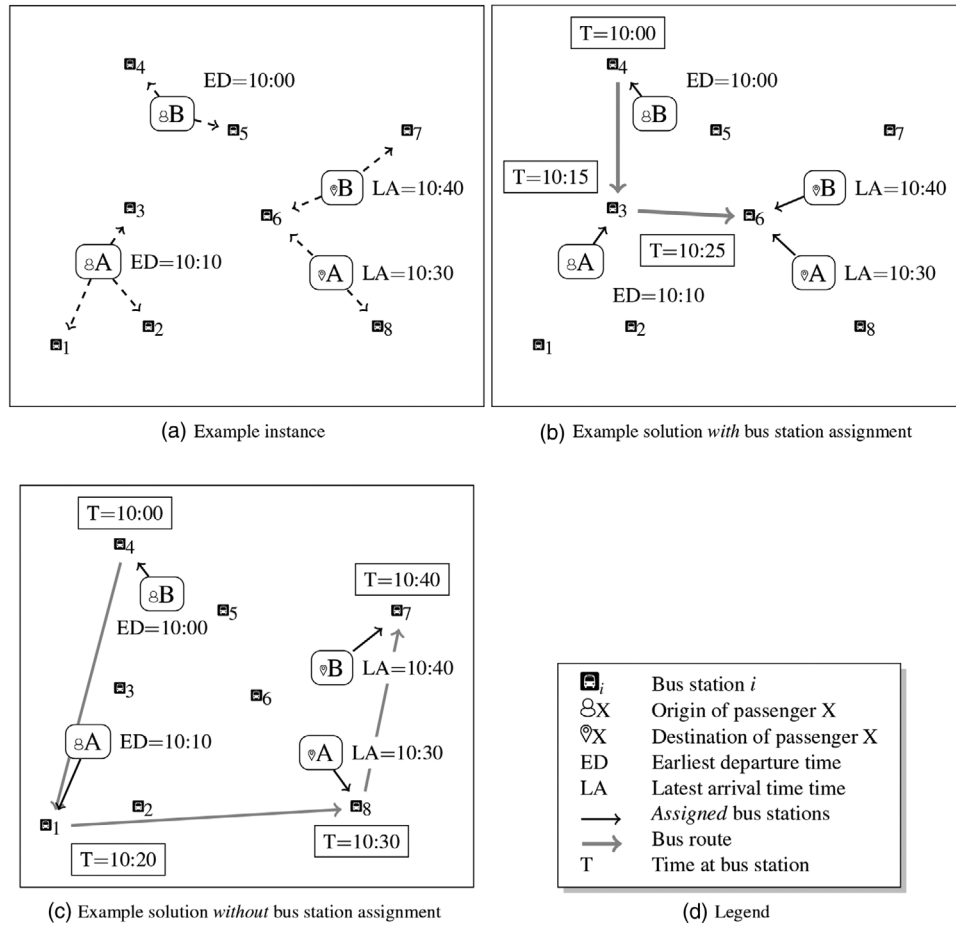 4
ED=10:00
B
5
7
B
LA=10:40
3
6
A
ED=10:10
A
LA=10:30
2
8
1
(a) Example instance
T=10:00
4
ED=10:00
B
5
7
T=10:15
B
LA=10:40
3
6
T=10:25
A
A
LA=10:30
ED=10:10
2
8
1
(b) Example solution with bus station assignment
T=10:00
4
T=10:40
B
ED=10:00
5
7
B
LA=10:40
3
6
A
ED=10:10
A
LA=10:30
2
8
1
T=10:20
T=10:30
(c) Example solution without bus station assignment
i Bus station i
X Origin of passenger X
X Destination of passenger X
ED Earliest departure time
LA Latest arrival time time
Assigned bus stations
Bus route
T Time at bus station
(d) Legend